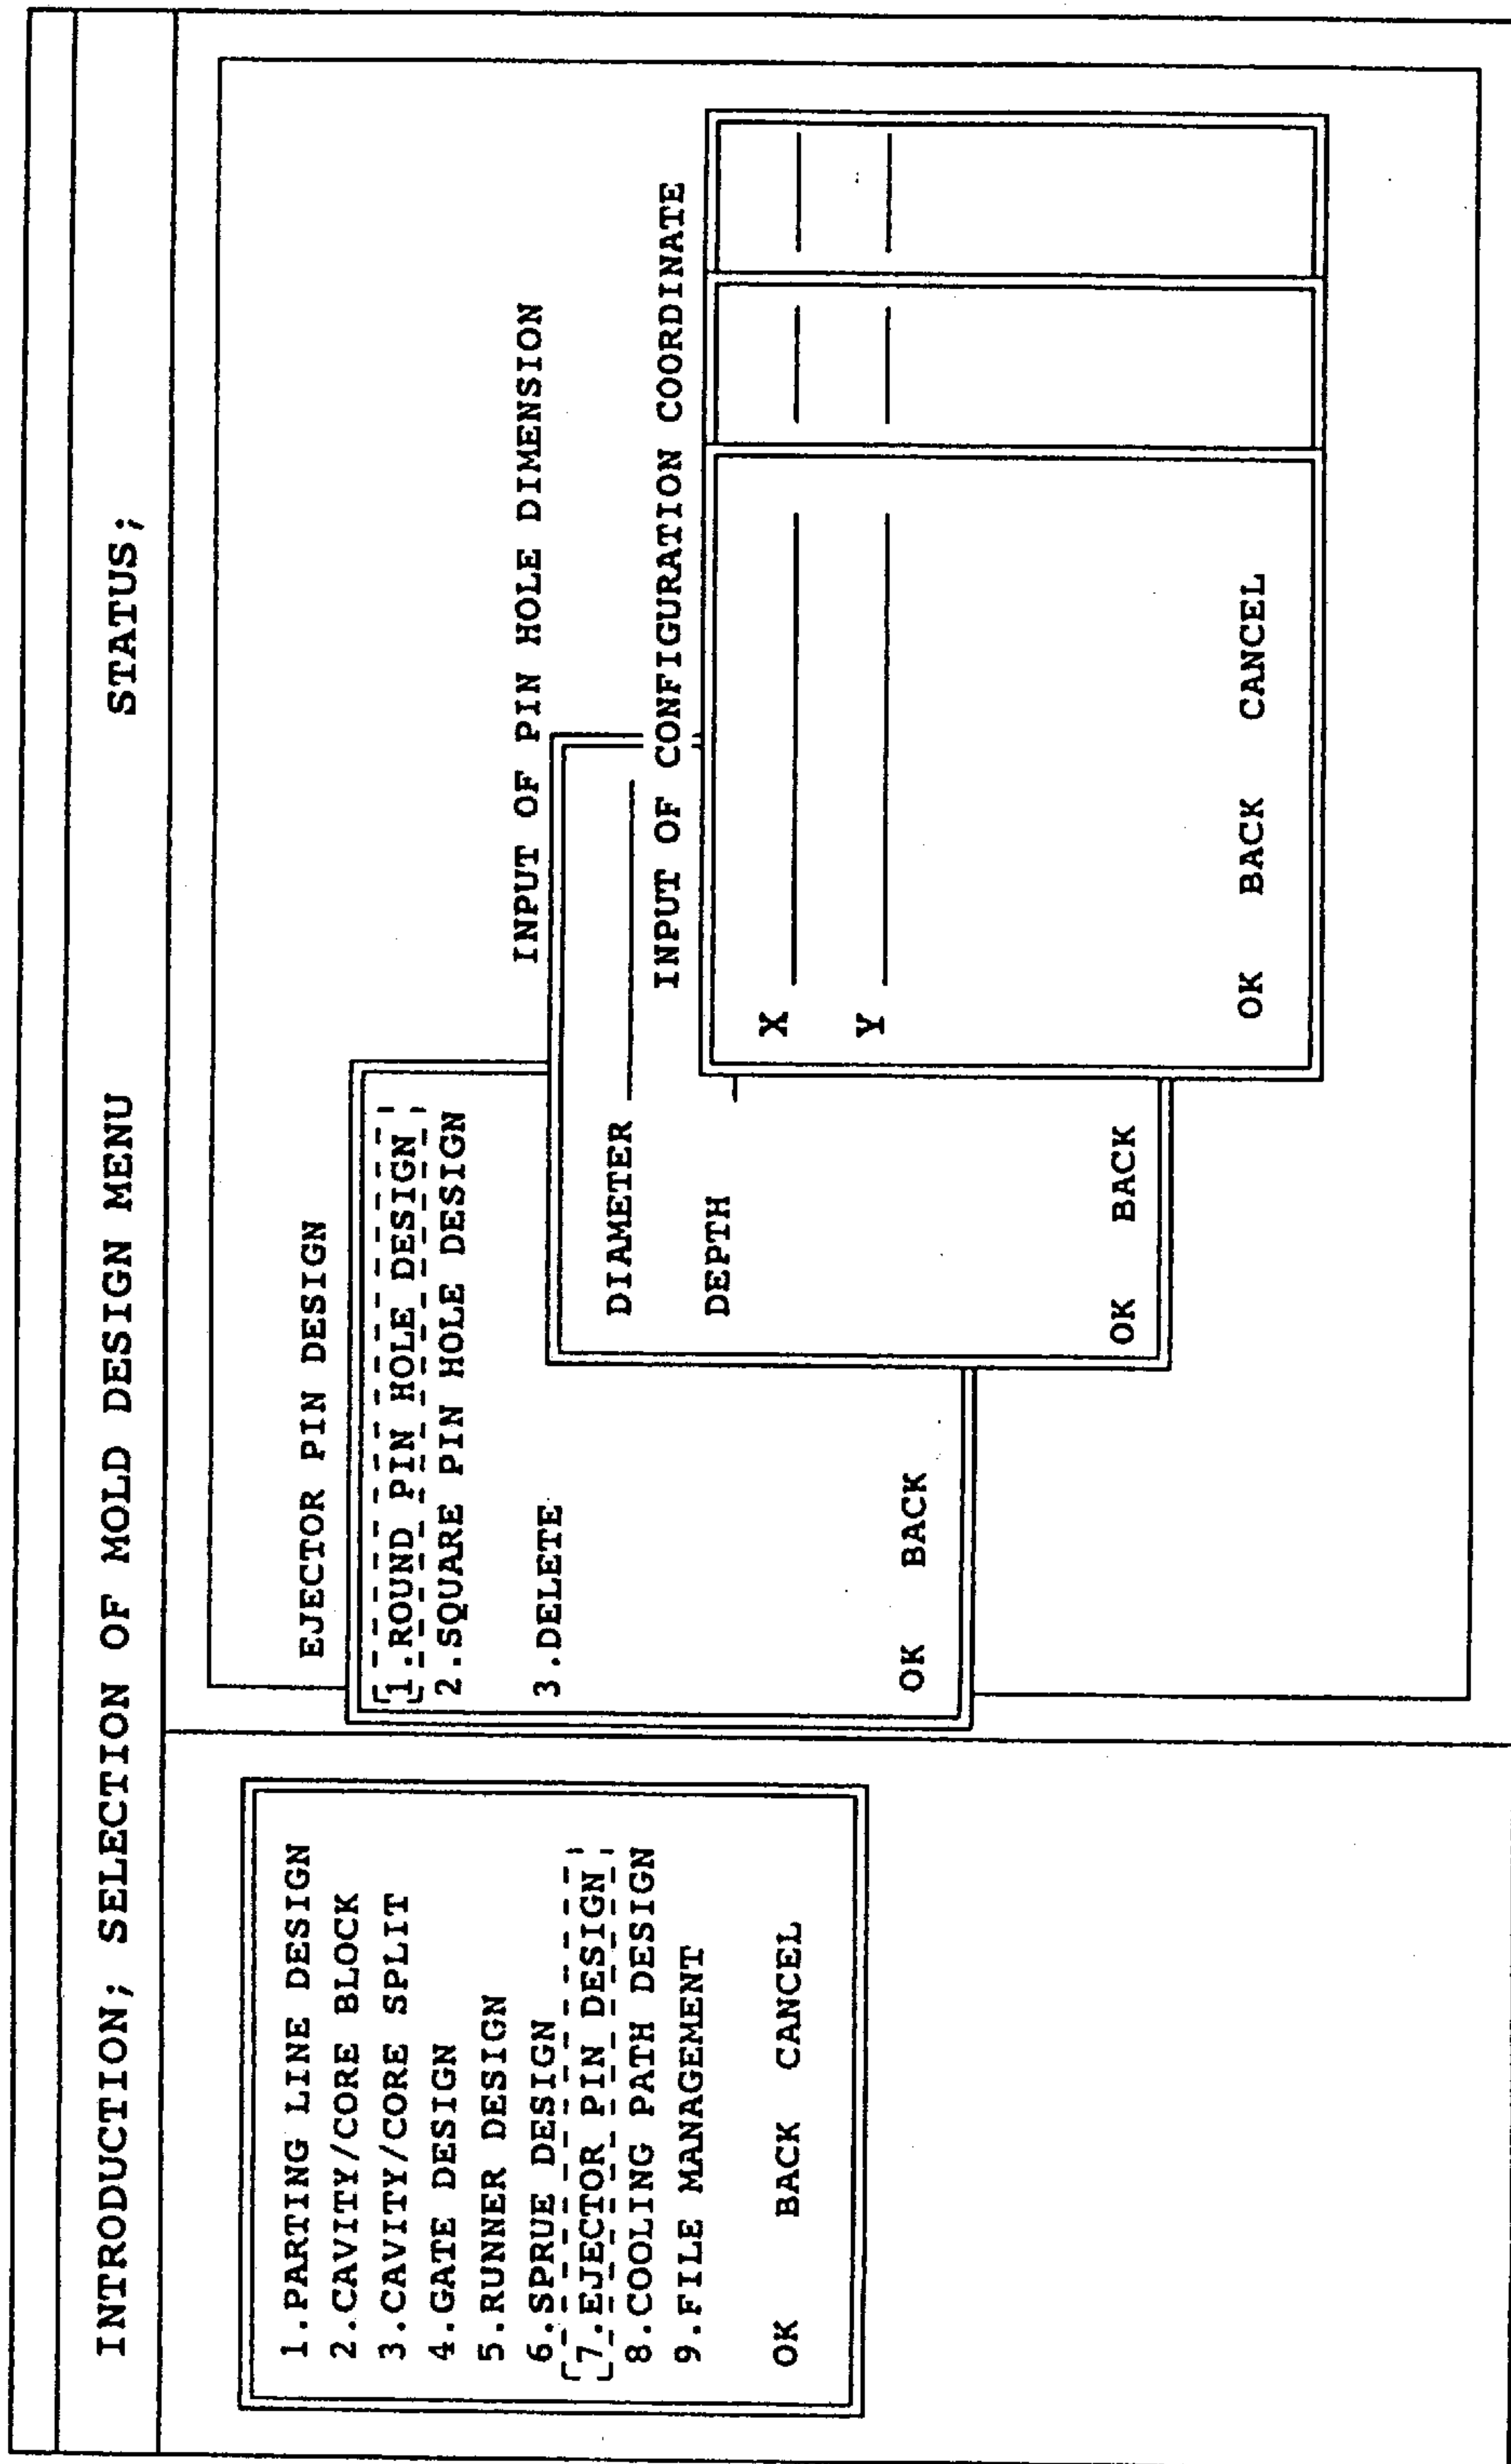 INTRODUCTION; SELECTION OF MOLD DESIGN MENU STATUS;
1.PARTING LINE DESIGN
2.CAVITY/CORE BLOCK
3.CAVITY/CORE SPLIT
4.GATE DESIGN
5.RUNNER DESIGN
6.SPRUE DESIGN
7.EJECTOR PIN DESIGN
8.COOLING PATH DESIGN
9.FILE MANAGEMENT
OK BACK CANCEL
EJECTOR PIN DESIGN
1.ROUND PIN HOLE DESIGN
2.SQUARE PIN HOLE DESIGN
3.DELETE
OK BACK
INPUT OF PIN HOLE DIMENSION
DIAMETER
DEPTH
OK BACK
INPUT OF CONFIGURATION COORDINATE
X
Y
OK BACK CANCEL